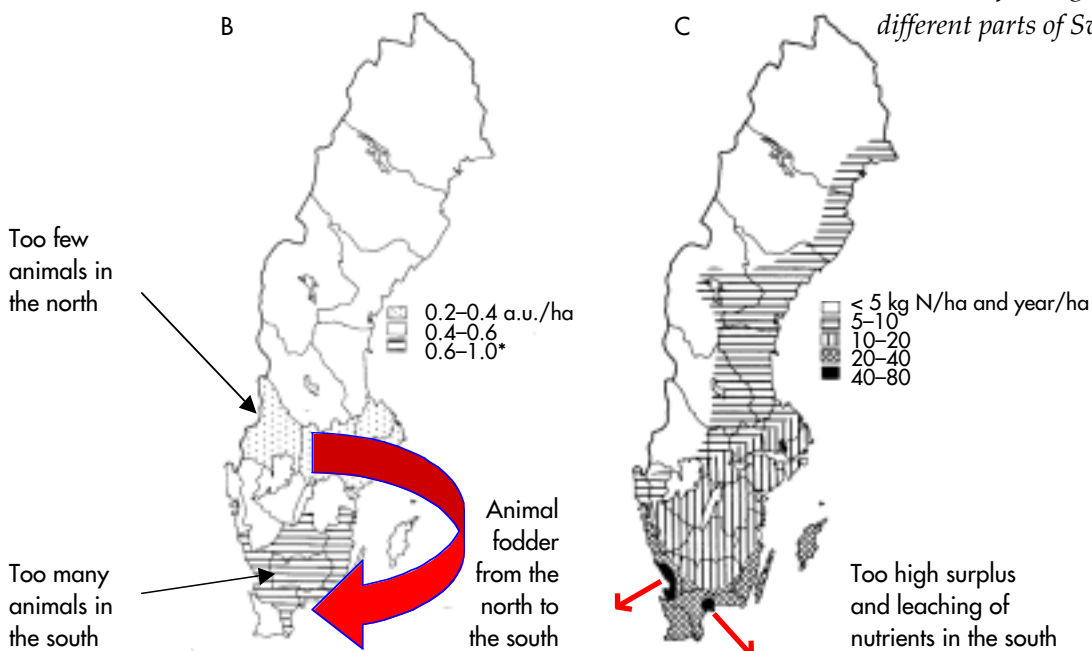 different parts of Sv
B
C
Too few
animals in
the north
0.2–0.4 a.u./ha
0.4–0.6
0.6–1.0*
< 5 kg N/ha and year/ha
5–10
10–20
20–40
40–80
Too many
animals in
the south
Animal
fodder
from the
north to
the south
Too high surplus
and leaching of
nutrients in the south